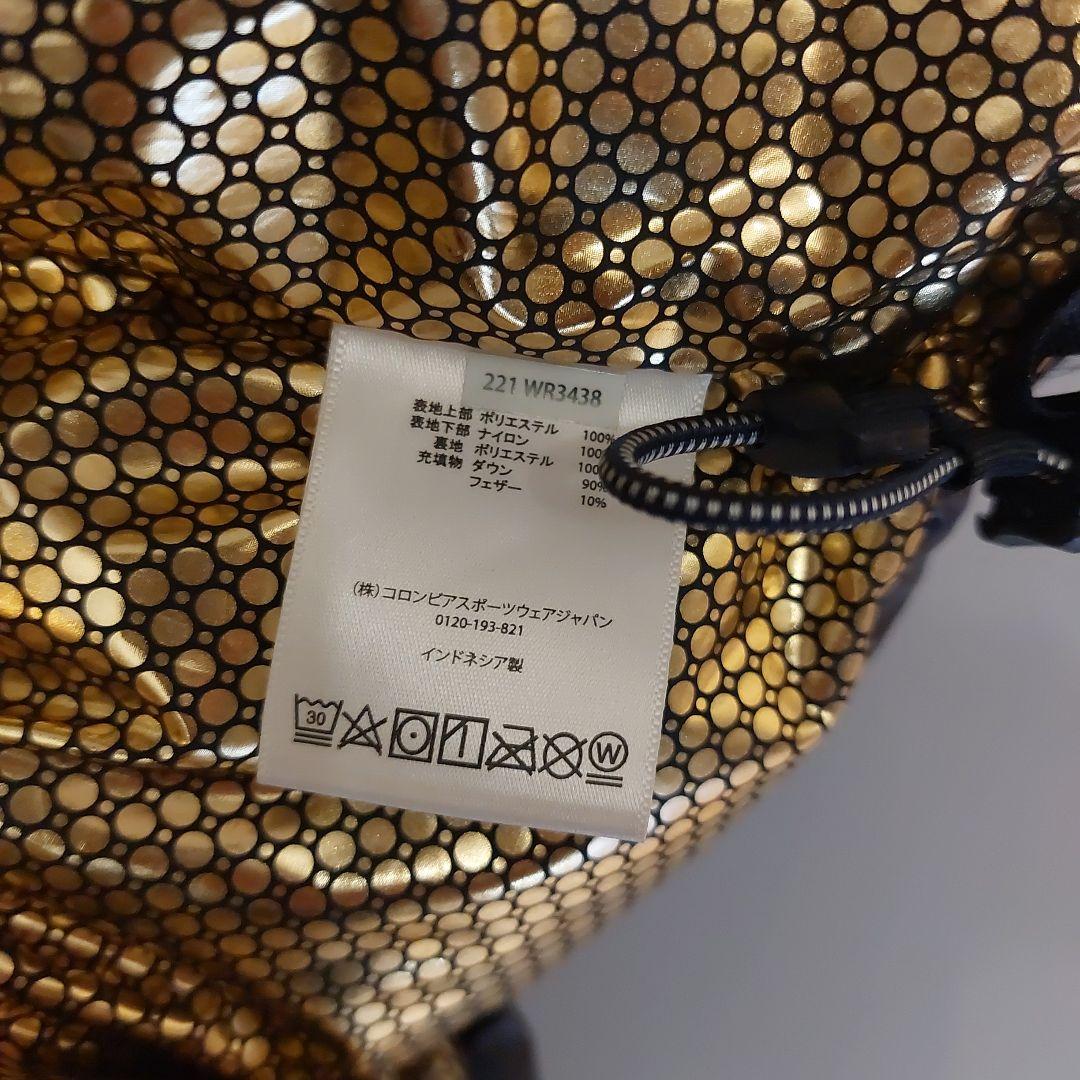 221 WR3438
表地上部 ポリエステル 100%
表地下部 ナイロン 100
裏地 ポリエステル 100
充填物 ダウン 90%
フェザー 10%
(株)コロンビアスポーツウェアジャパン
0120-193-821
インドネシア製
30
W